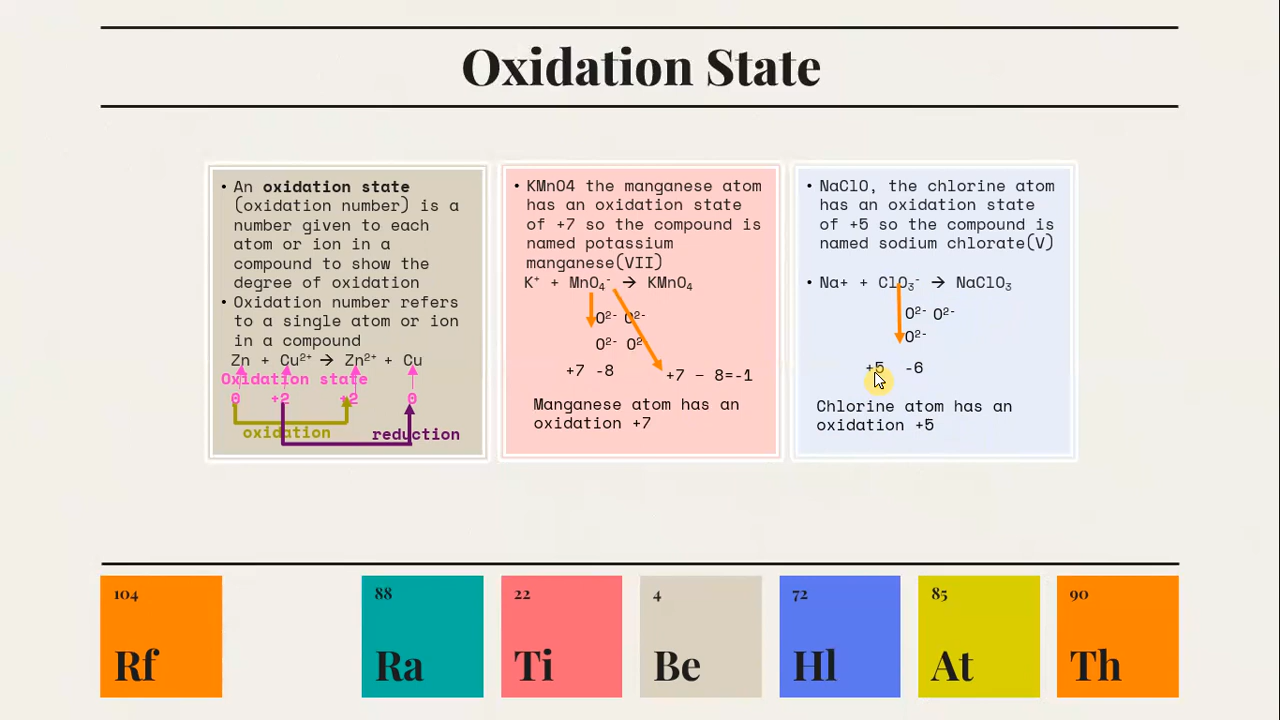 Oxidation State
• An oxidation state
(oxidation number) is a
number given to each
atom or ion in a
compound to show the
degree of oxidation
• Oxidation number refers
to a single atom or ion
in a compound
Zn + Cu²⁺ → Zn²⁺ + Cu
Oxidation state
0 +2 +2 0
oxidation
reduction
• KMnO4 the manganese atom
has an oxidation state
of +7 so the compound is
named potassium
manganese(VII)
K⁺ + MnO₄⁻ → KMnO₄
O²⁻ O²⁻
O²⁻ O²⁻
+7 -8
+7 – 8=-1
Manganese atom has an
oxidation +7
• NaClO, the chlorine atom
has an oxidation state
of +5 so the compound is
named sodium chlorate(V)
• Na+ + ClO₃⁻ → NaClO₃
O²⁻ O²⁻
O²⁻
+5 -6
Chlorine atom has an
oxidation +5
104
Rf
88
Ra
22
Ti
4
Be
72
Hl
85
At
90
Th